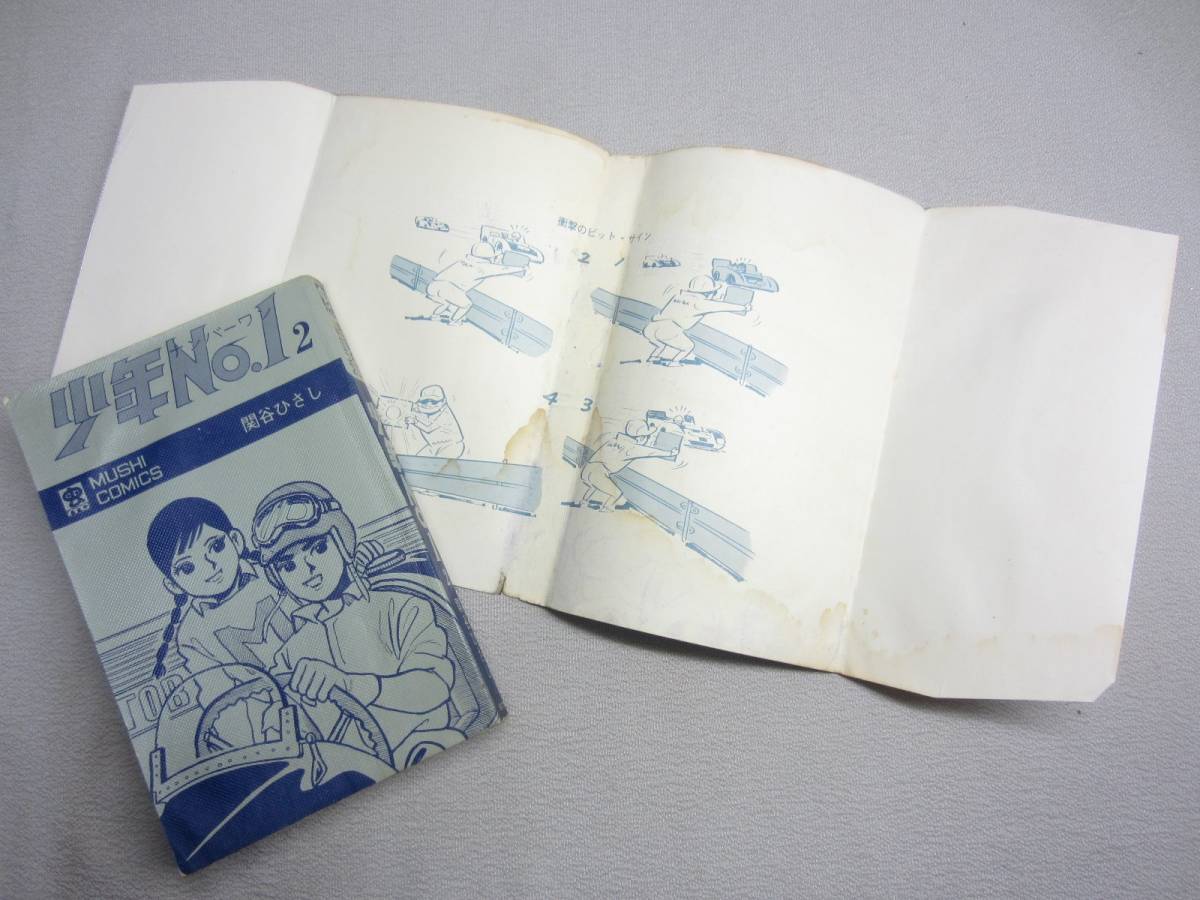 少年No.1 2
ナンバーワン
関谷ひさし
MUSHI
COMICS
TOB
衝撃のピット・サイン
2 1
4 3